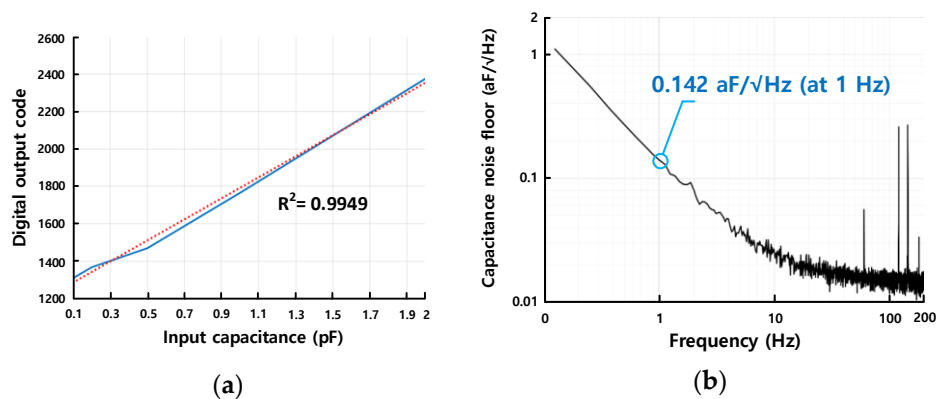 2600
2400
2200
2000
1800
1600
1400
1200
Digital output code
R²= 0.9949
0.1 0.3 0.5 0.7 0.9 1.1 1.3 1.5 1.7 1.9 2
Input capacitance (pF)
(a)
2
1
0.1
0.01
Capacitance noise floor (aF/√Hz)
0.142 aF/√Hz (at 1 Hz)
0 1 10 100 200
Frequency (Hz)
(b)